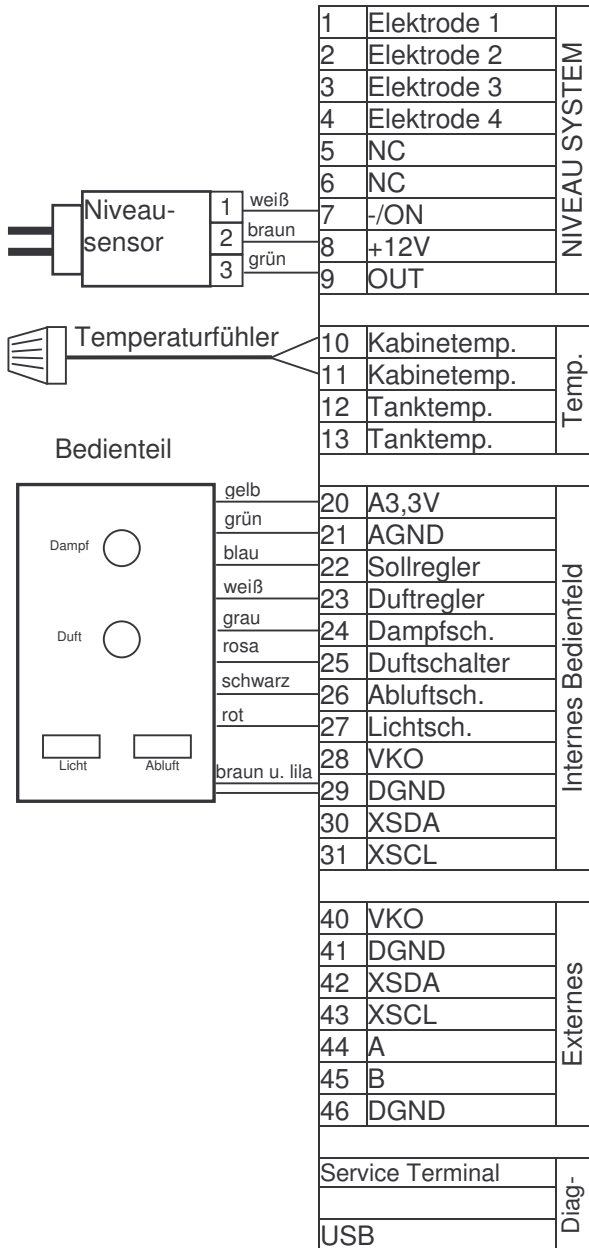 1 Elektrode 1
2 Elektrode 2
3 Elektrode 3
4 Elektrode 4
5 NC
6 NC
7 -/ON
8 +12V
9 OUT
NIVEAU SYSTEM
Niveau-
sensor
1 weiß
2 braun
3 grün
Temperaturfühler
10 Kabinetemp.
11 Kabinetemp.
12 Tanktemp.
13 Tanktemp.
Temp.
Bedienteil
Dampf
Duft
Licht
Abluft
gelb
grün
blau
weiß
grau
rosa
schwarz
rot
braun u. lila
20 A3,3V
21 AGND
22 Sollregler
23 Duftregler
24 Dampfsch.
25 Duftschalter
26 Abluftsch.
27 Lichtsch.
28 VKO
29 DGND
30 XSDA
31 XSCL
Internes Bedienfeld
40 VKO
41 DGND
42 XSDA
43 XSCL
44 A
45 B
46 DGND
Externes
Service Terminal
USB
Diag-